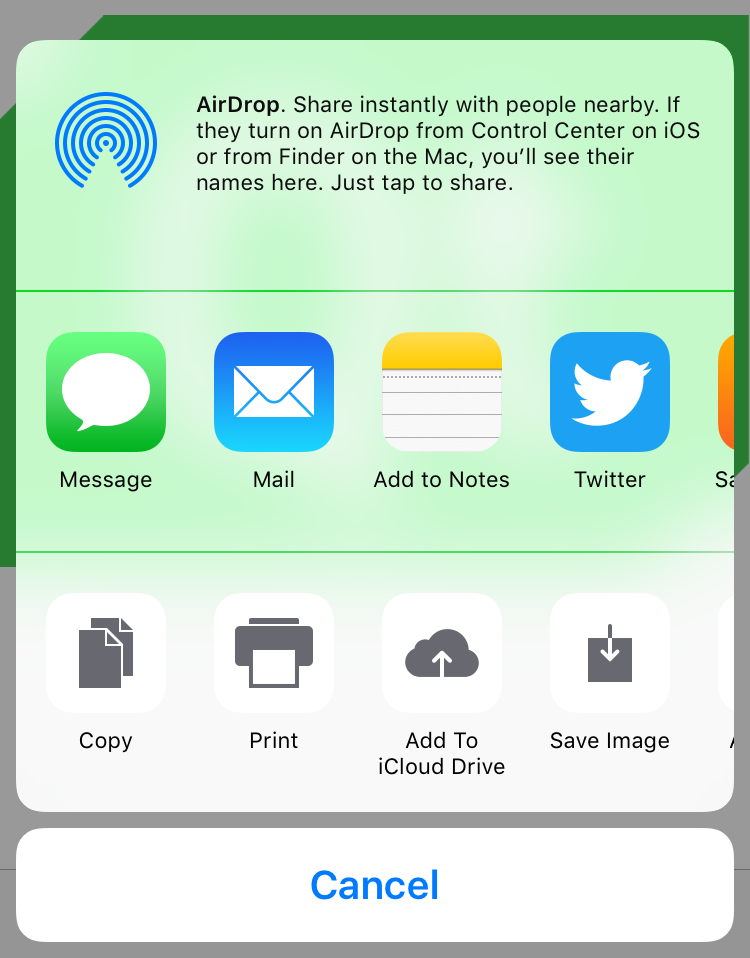 AirDrop. Share instantly with people nearby. If
they turn on AirDrop from Control Center on iOS
or from Finder on the Mac, you’ll see their
names here. Just tap to share.
Message
Mail
Add to Notes
Twitter
Sa
Copy
Print
Add To
iCloud Drive
Save Image
Cancel